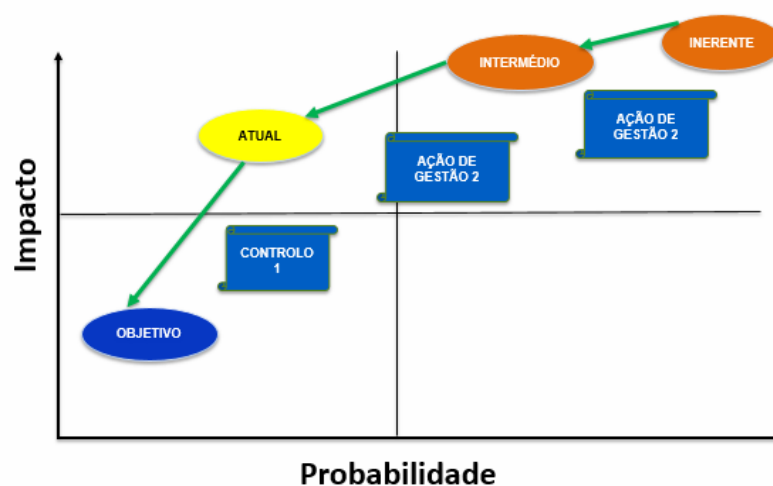 INERENTE
INTERMÉDIO
AÇÃO DE
GESTÃO 2
ATUAL
AÇÃO DE
GESTÃO 2
Impacto
CONTROLO
1
OBJETIVO
Probabilidade